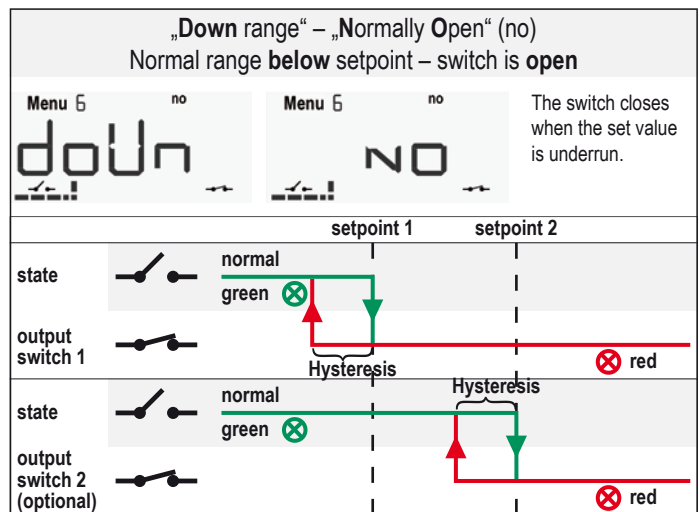 „Down range“ – „Normally Open“ (no)
Normal range below setpoint – switch is open
Menu 6 no
doUn
Menu 6 no
NO
The switch closes
when the set value
is underrun.
setpoint 1 setpoint 2
state
normal
green
output
switch 1
Hysteresis
red
state
normal
green
Hysteresis
output
switch 2
(optional)
red